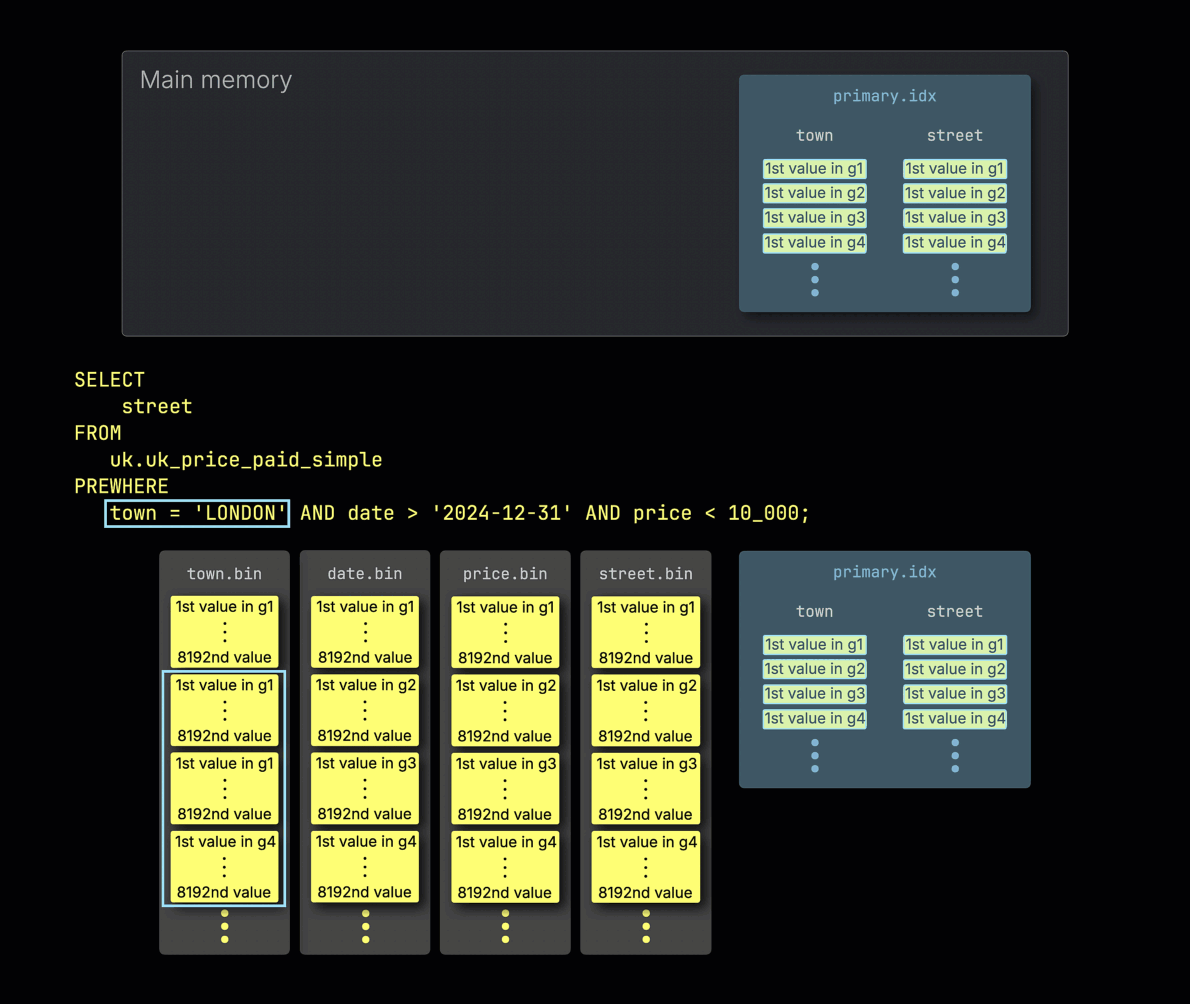 Main memory
primary.idx
town street
1st value in g1 1st value in g1
1st value in g2 1st value in g2
1st value in g3 1st value in g3
1st value in g4 1st value in g4
SELECT
street
FROM
uk.uk_price_paid_simple
PREWHERE
town = 'LONDON' AND date > '2024-12-31' AND price < 10_000;
town.bin date.bin price.bin street.bin
1st value in g1 1st value in g1 1st value in g1 1st value in g1
8192nd value 8192nd value 8192nd value 8192nd value
1st value in g1 1st value in g2 1st value in g2 1st value in g2
8192nd value 8192nd value 8192nd value 8192nd value
1st value in g1 1st value in g3 1st value in g3 1st value in g3
8192nd value 8192nd value 8192nd value 8192nd value
1st value in g4 1st value in g4 1st value in g4 1st value in g4
8192nd value 8192nd value 8192nd value 8192nd value
primary.idx
town street
1st value in g1 1st value in g1
1st value in g2 1st value in g2
1st value in g3 1st value in g3
1st value in g4 1st value in g4